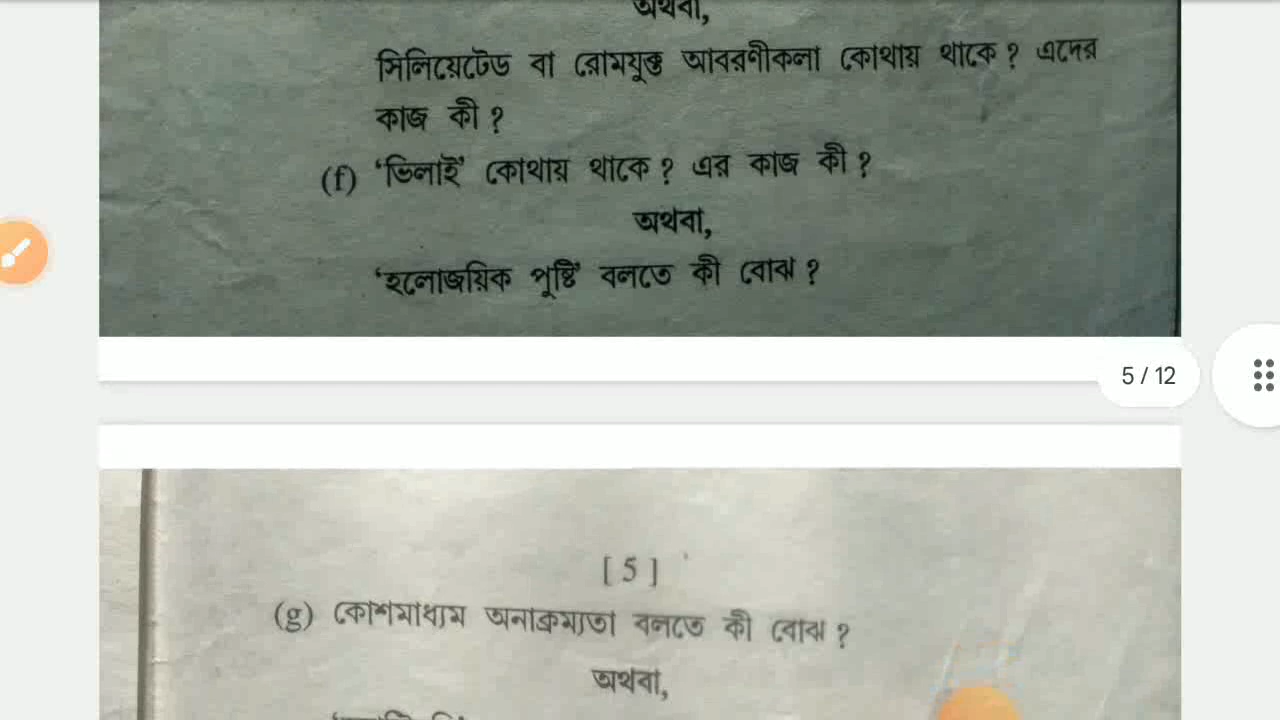 অথবা,
সিলিয়েটেড বা রোমযুক্ত আবরণীকলা কোথায় থাকে? এদের
কাজ কী?
(f) 'ভিলাই' কোথায় থাকে? এর কাজ কী?
অথবা,
'হলোজয়িক পুষ্টি' বলতে কী বোঝ?
5 / 12
[ 5 ]
(g) কোশমাধ্যম অনাক্রম্যতা বলতে কী বোঝ?
অথবা,